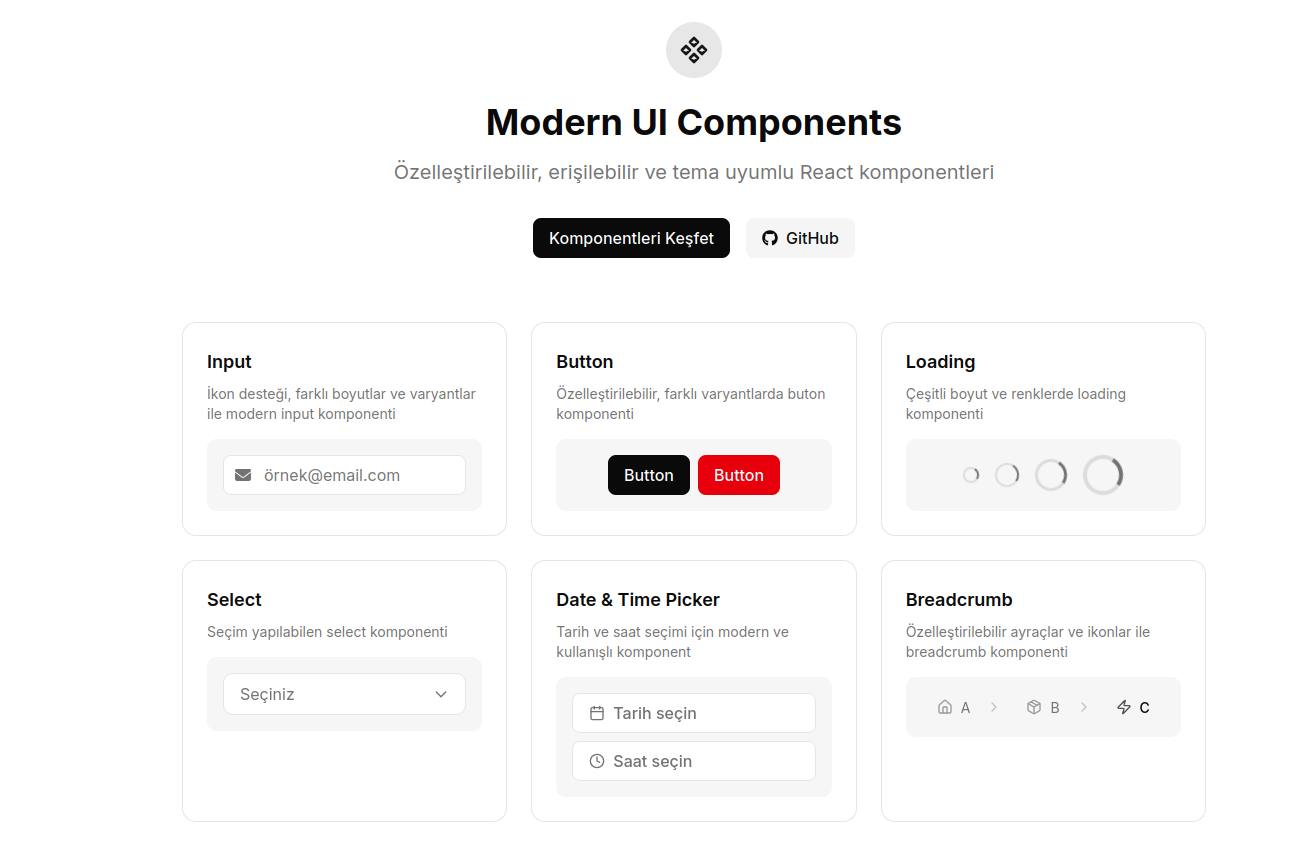 Modern UI Components
Özelleştirilebilir, erişilebilir ve tema uyumlu React komponentleri
Komponentleri Keşfet
GitHub
Input
İkon desteği, farklı boyutlar ve varyantlar
ile modern input komponenti
örnek@email.com
Button
Özelleştirilebilir, farklı varyantlarda buton
komponenti
Button
Button
Loading
Çeşitli boyut ve renklerde loading
komponenti
Select
Seçim yapılabilen select komponenti
Seçiniz
Date & Time Picker
Tarih ve saat seçimi için modern ve
kullanışlı komponent
Tarih seçin
Saat seçin
Breadcrumb
Özelleştirilebilir ayraçlar ve ikonlar ile
breadcrumb komponenti
A
B
C